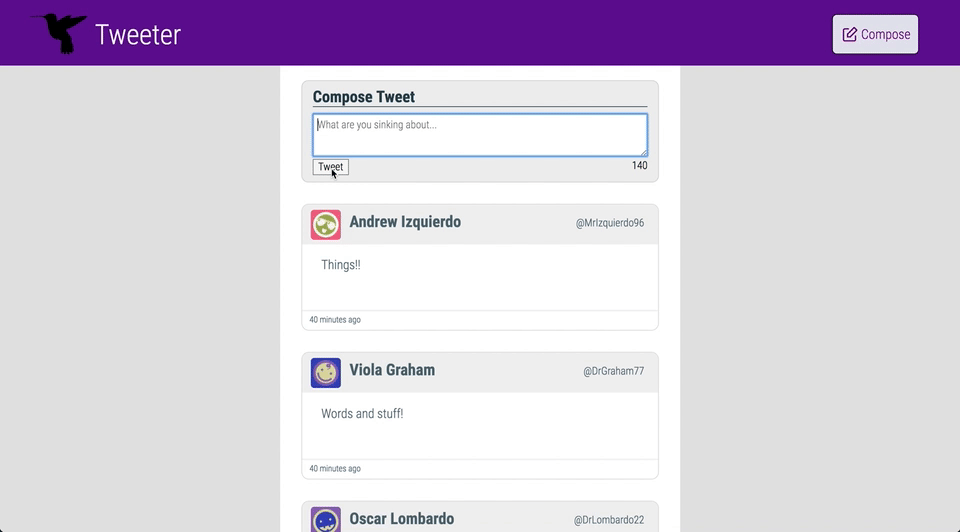 Tweeter
Compose
Compose Tweet
What are you sinking about...
Tweet
140
Andrew Izquierdo
@MrIzquierdo96
Things!!
40 minutes ago
Viola Graham
@DrGraham77
Words and stuff!
40 minutes ago
Oscar Lombardo
@DrLombardo22